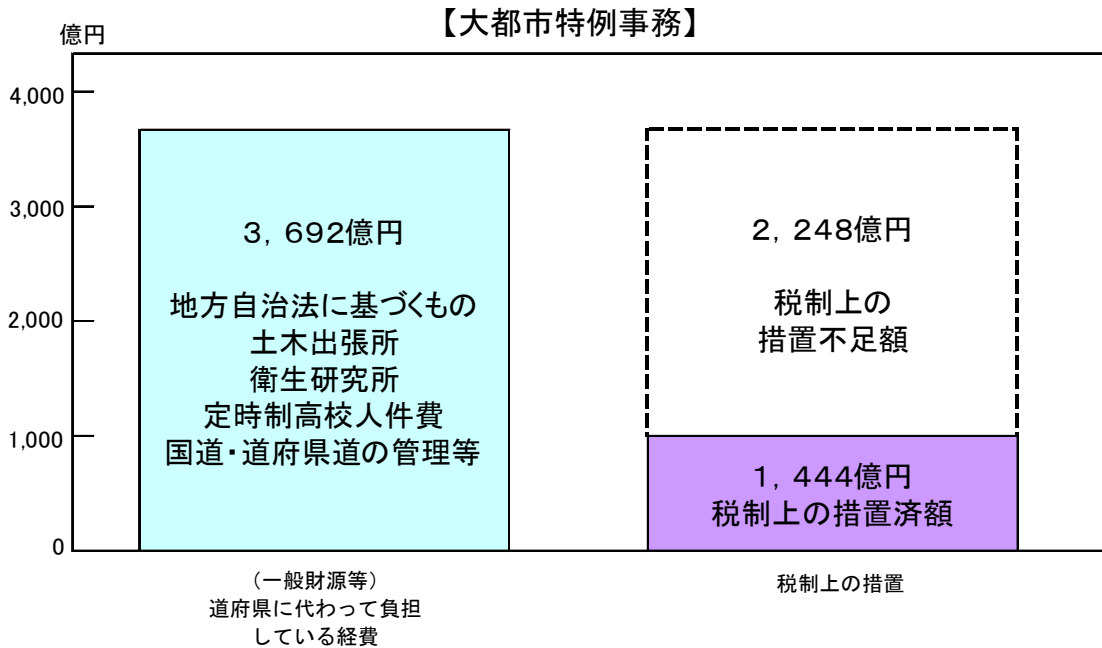 【大都市特例事務】
億円
4,000
3,000
2,000
1,000
0
3，692億円
地方自治法に基づくもの
土木出張所
衛生研究所
定時制高校人件費
国道・道府県道の管理等
2，248億円
税制上の
措置不足額
1，444億円
税制上の措置済額
（一般財源等）
道府県に代わって負担
している経費
税制上の措置